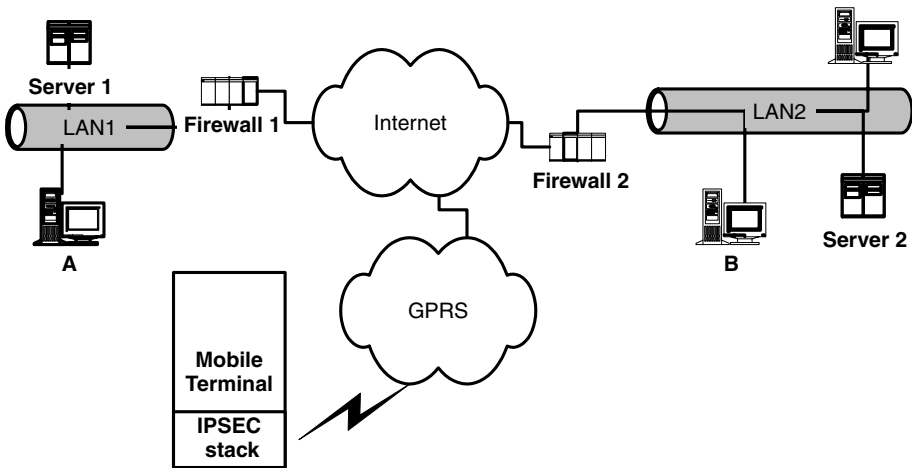 Server 1
LAN1
Firewall 1
Internet
LAN2
Firewall 2
A
B
Server 2
GPRS
Mobile
Terminal
IPSEC
stack